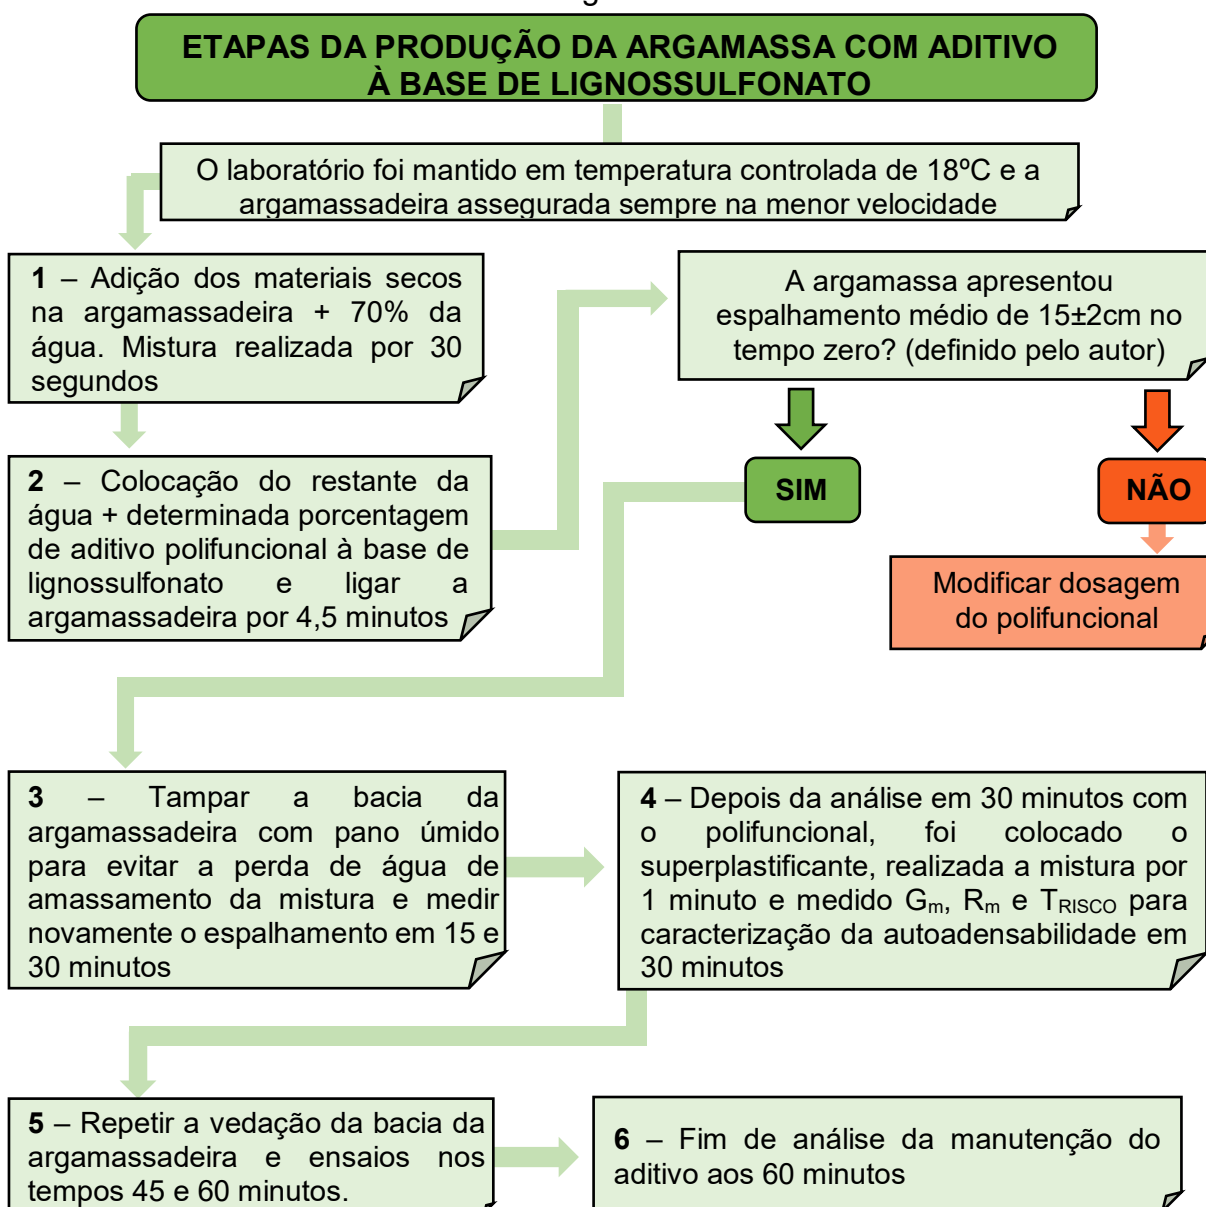 ETAPAS DA PRODUÇÃO DA ARGAMASSA COM ADITIVO
À BASE DE LIGNOSSULFONATO
O laboratório foi mantido em temperatura controlada de 18ºC e a
argamassadeira assegurada sempre na menor velocidade
1 – Adição dos materiais secos
na argamassadeira + 70% da
água. Mistura realizada por 30
segundos
2 – Colocação do restante da
água + determinada porcentagem
de aditivo polifuncional à base de
lignossulfonato e ligar a
argamassadeira por 4,5 minutos
A argamassa apresentou
espalhamento médio de 15±2cm no
tempo zero? (definido pelo autor)
SIM
NÃO
Modificar dosagem
do polifuncional
3 – Tampar a bacia da
argamassadeira com pano úmido
para evitar a perda de água de
amassamento da mistura e medir
novamente o espalhamento em 15 e
30 minutos
4 – Depois da análise em 30 minutos com
o polifuncional, foi colocado o
superplastificante, realizada a mistura por
1 minuto e medido Gm, Rm e TRISCO para
caracterização da autoadensabilidade em
30 minutos
5 – Repetir a vedação da bacia da
argamassadeira e ensaios nos
tempos 45 e 60 minutos.
6 – Fim de análise da manutenção do
aditivo aos 60 minutos